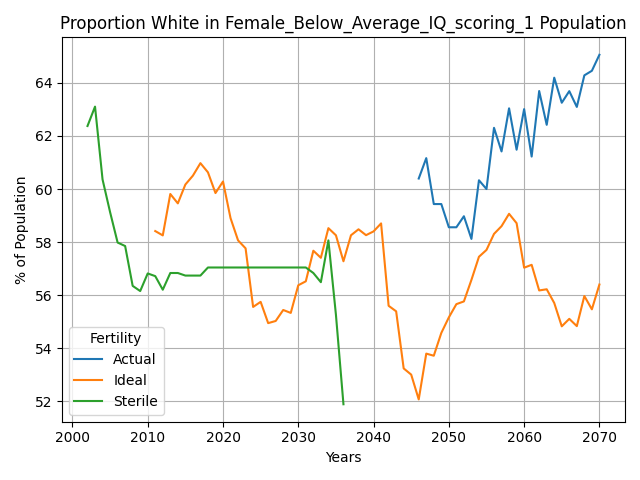 Proportion White in Female_Below_Average_IQ_scoring_1 Population
% of Population
64
62
60
58
56
54
52
Fertility
Actual
Ideal
Sterile
2000 2010 2020 2030 2040 2050 2060 2070
Years